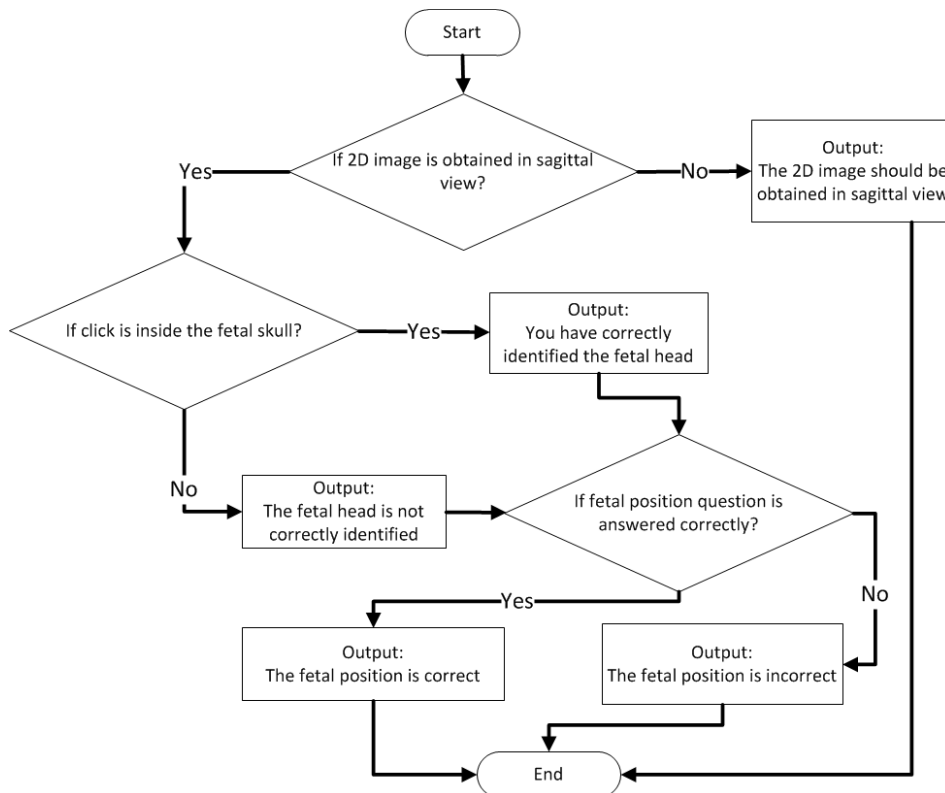 Start
If 2D image is obtained in sagittal
view?
Yes
No
Output:
The 2D image should be
obtained in sagittal view
If click is inside the fetal skull?
Yes
Output:
You have correctly
identified the fetal head
No
Output:
The fetal head is not
correctly identified
If fetal position question is
answered correctly?
Yes
No
Output:
The fetal position is correct
Output:
The fetal position is incorrect
End